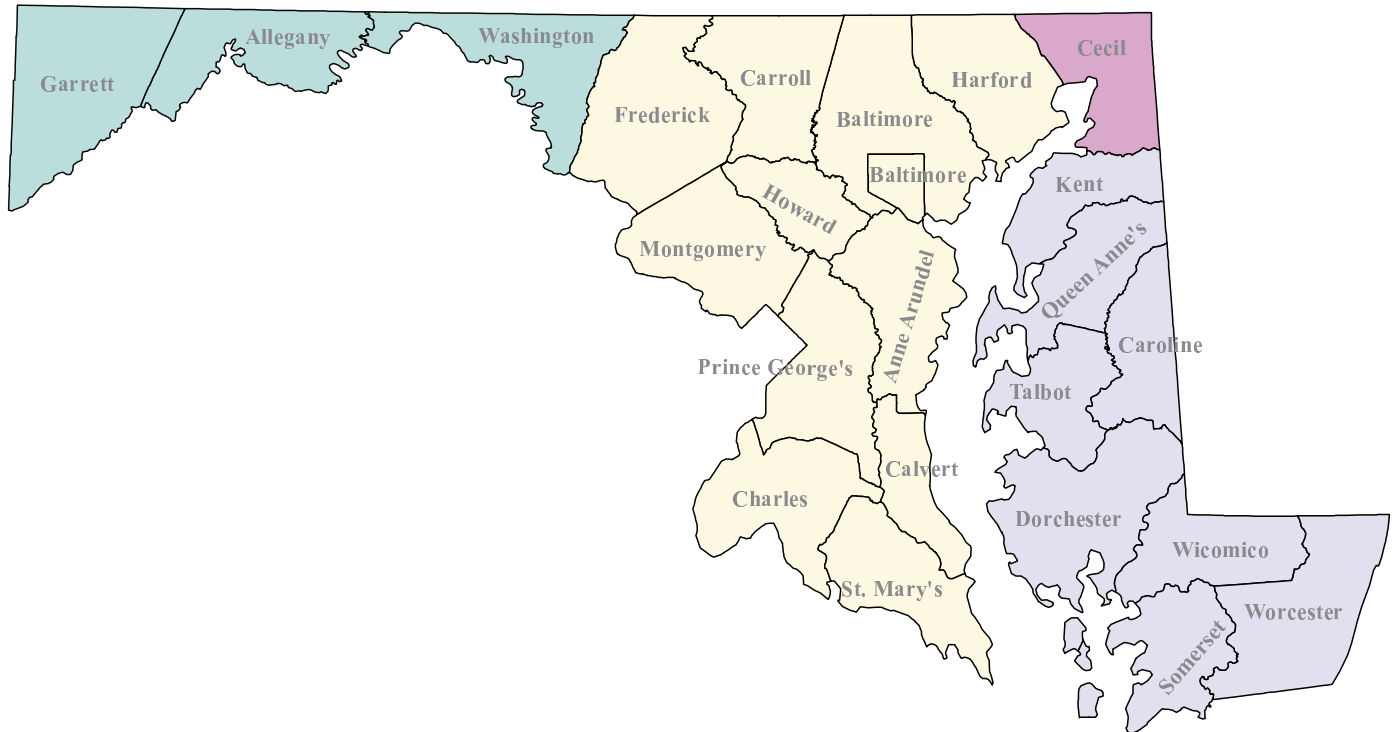 Allegany
Washington
Cecil
Garrett
Carroll
Harford
Frederick
Baltimore
Baltimore
Kent
Howard
Montgomery
Queen Anne's
Anne Arundel
Caroline
Prince George's
Talbot
Calvert
Charles
Dorchester
Wicomico
St. Mary's
Worcester
Somerset